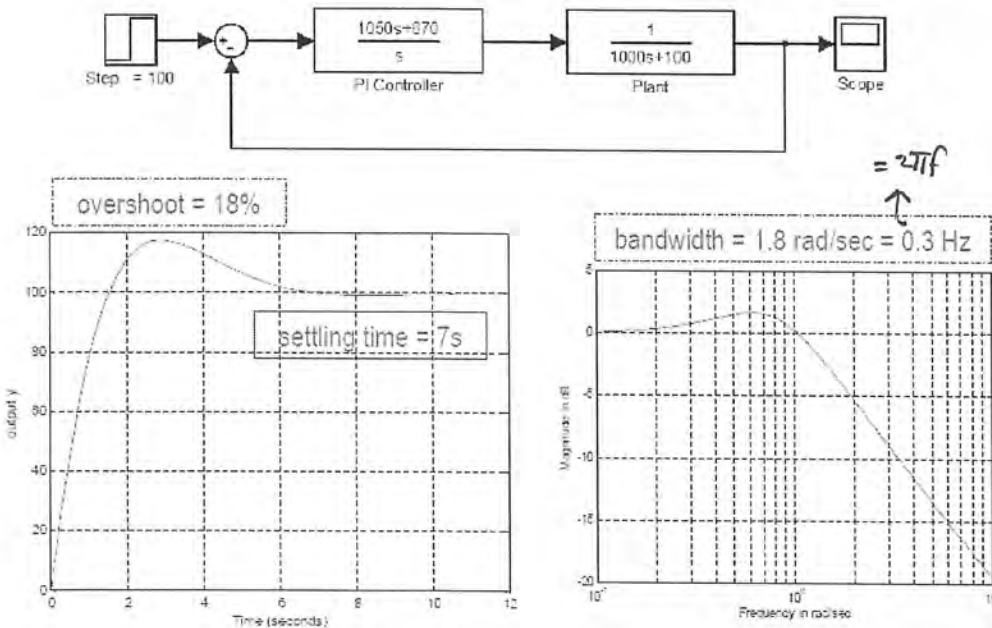 1050s+870
s
1
1000s+100
Step = 100
PI Controller
Plant
Scope
= 2πf
overshoot = 18%
bandwidth = 1.8 rad/sec = 0.3 Hz
120
100
80
60
40
20
0
settling time = 7s
output y
0 2 4 6 8 10 12
Time (seconds)
0
-5
-10
-15
-20
Magnitude in dB
Frequency in rad/sec